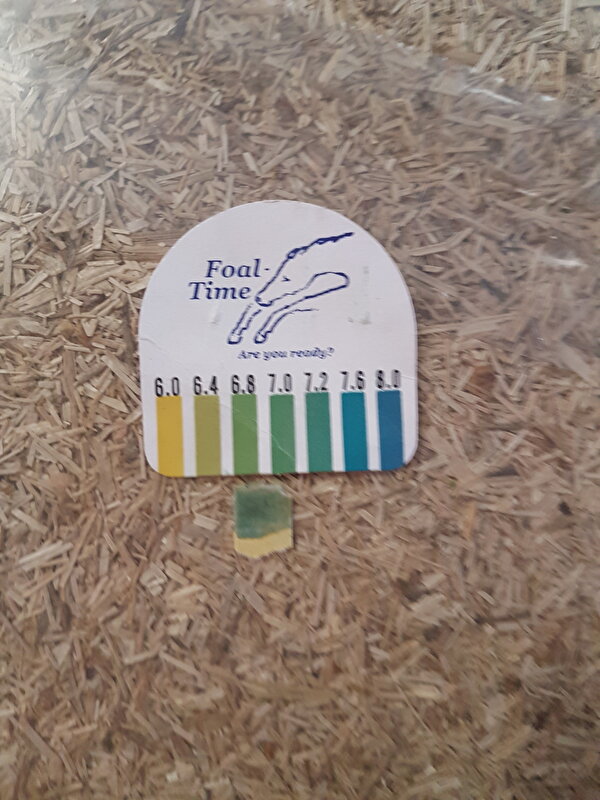 Foal-
Time
Are you ready?
6.0 6.4 6.8 7.0 7.2 7.6 8.0